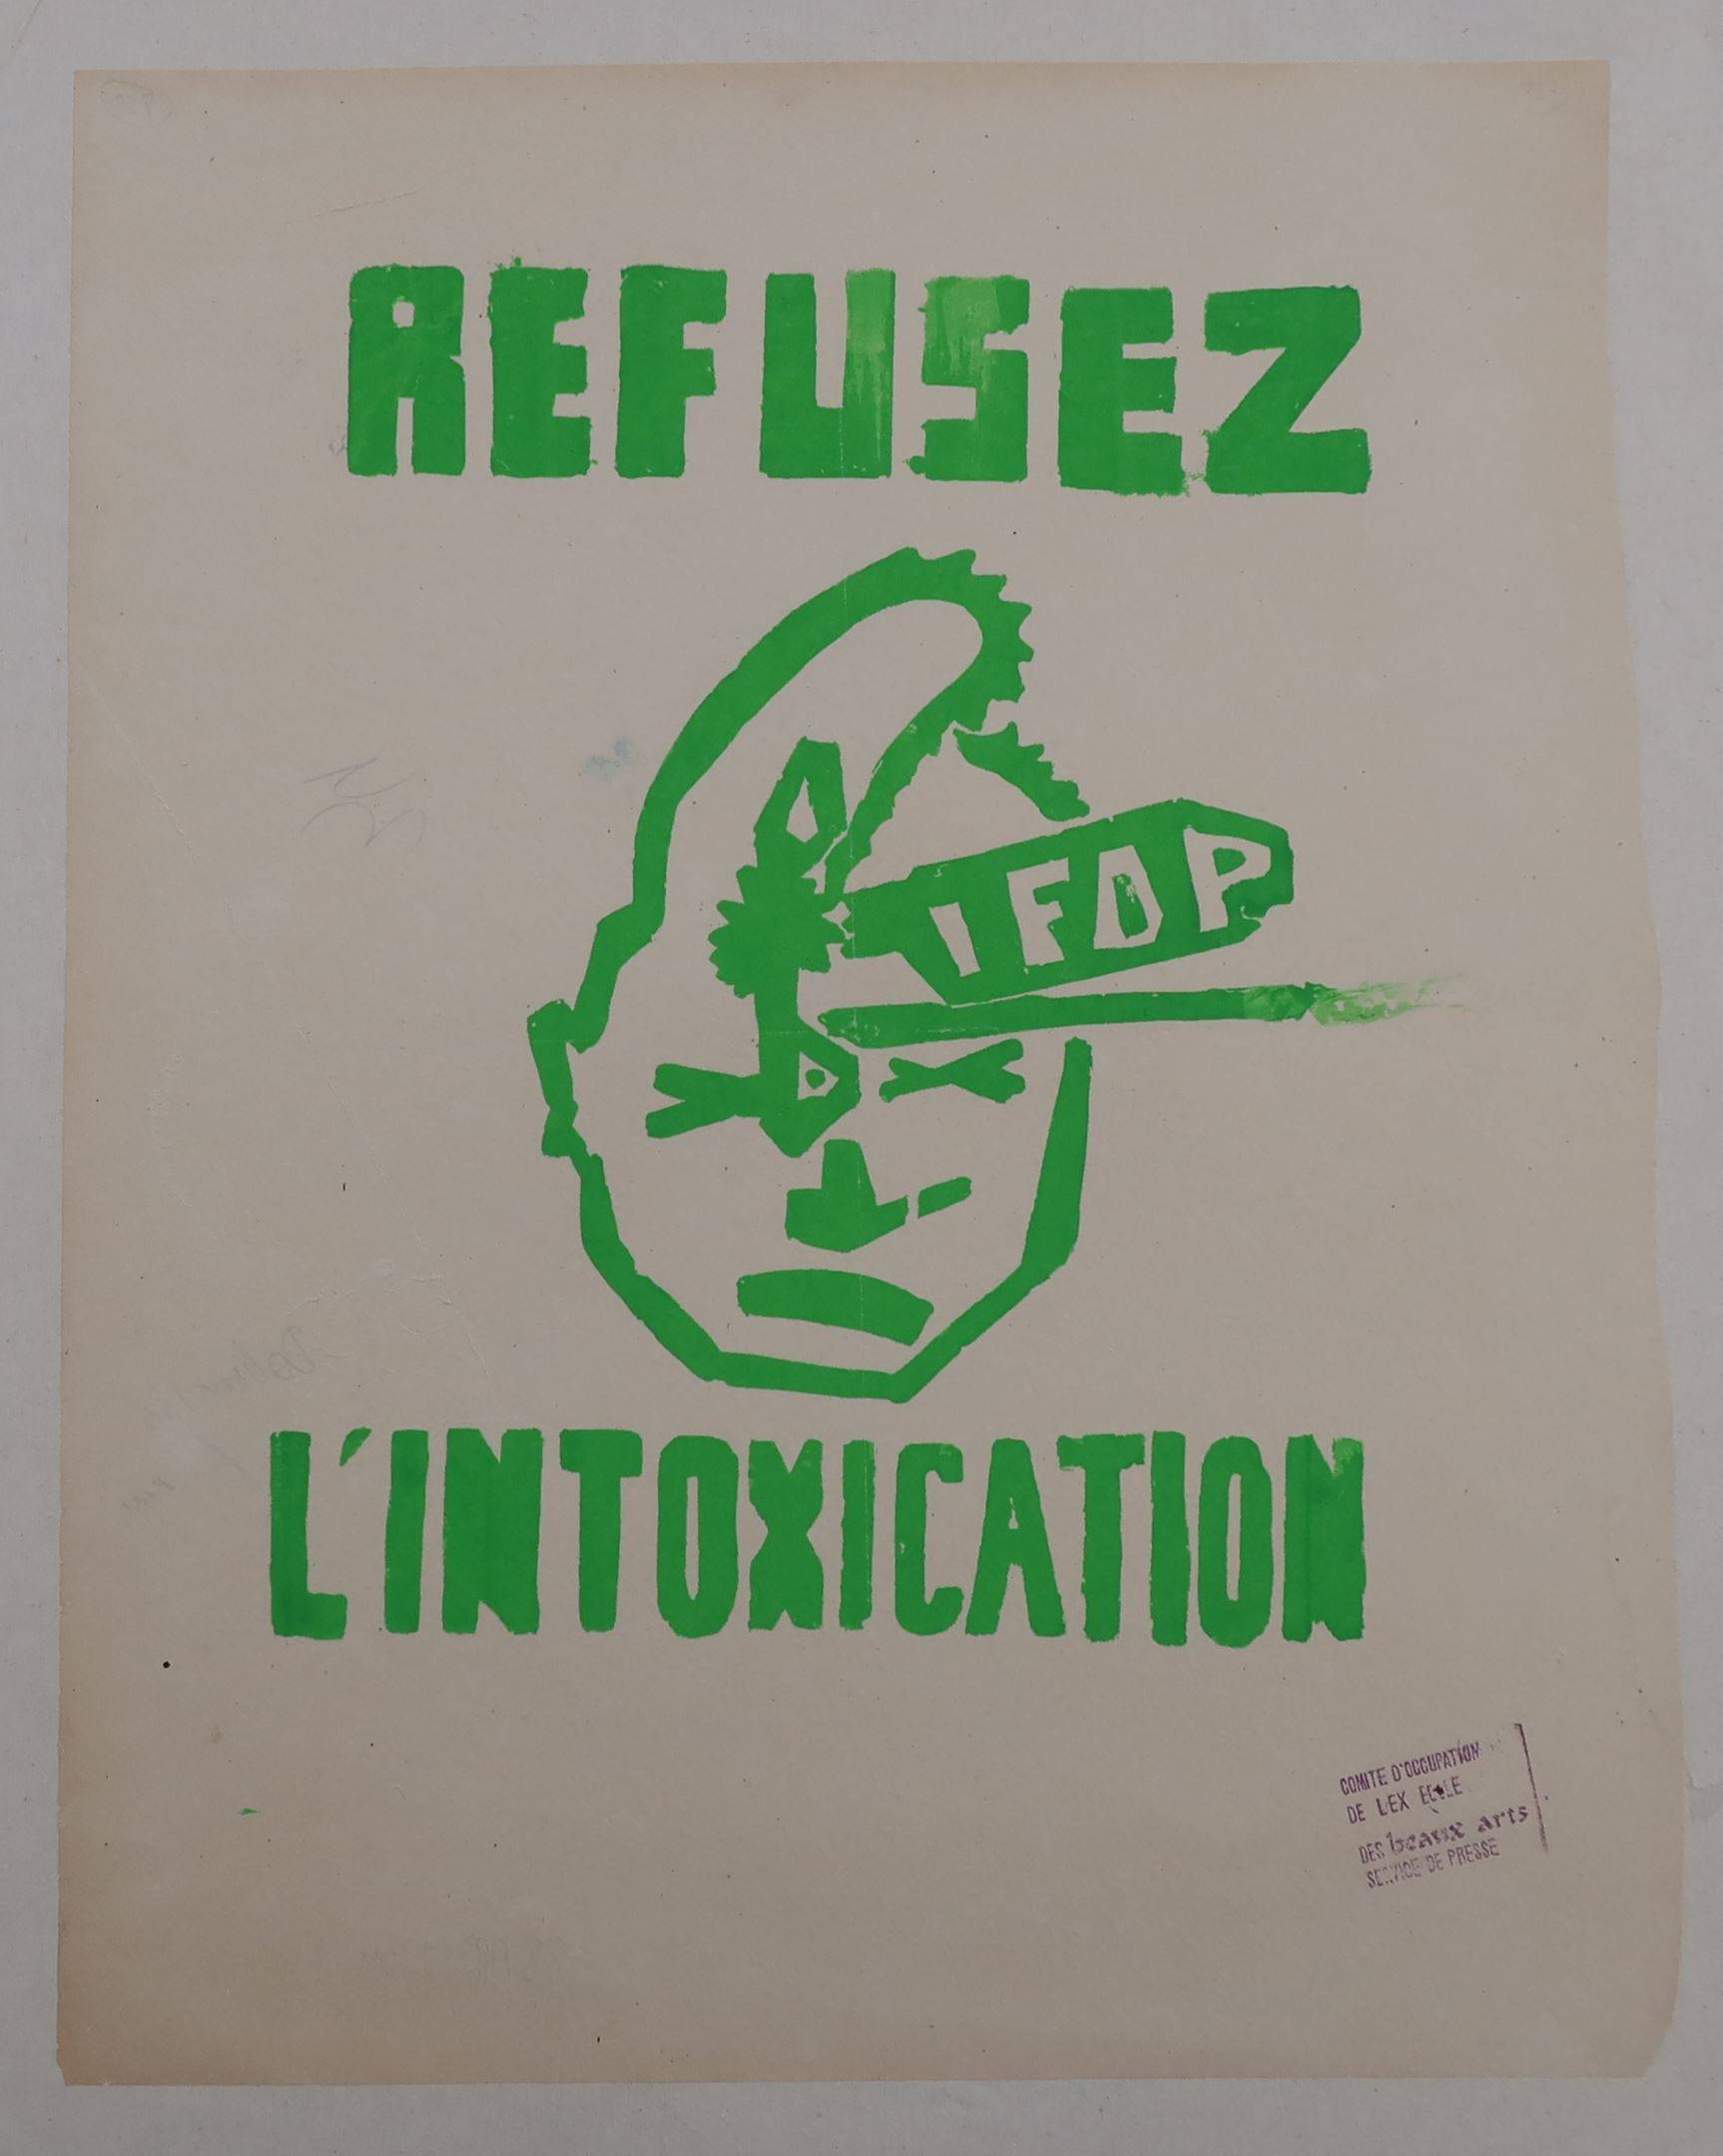 REFUSEZ
IFOP
L'INTOXICATION
COMITE D'OCCUPATION
DE L'EX ECOLE
DES beaux arts
SERVICE DE PRESSE